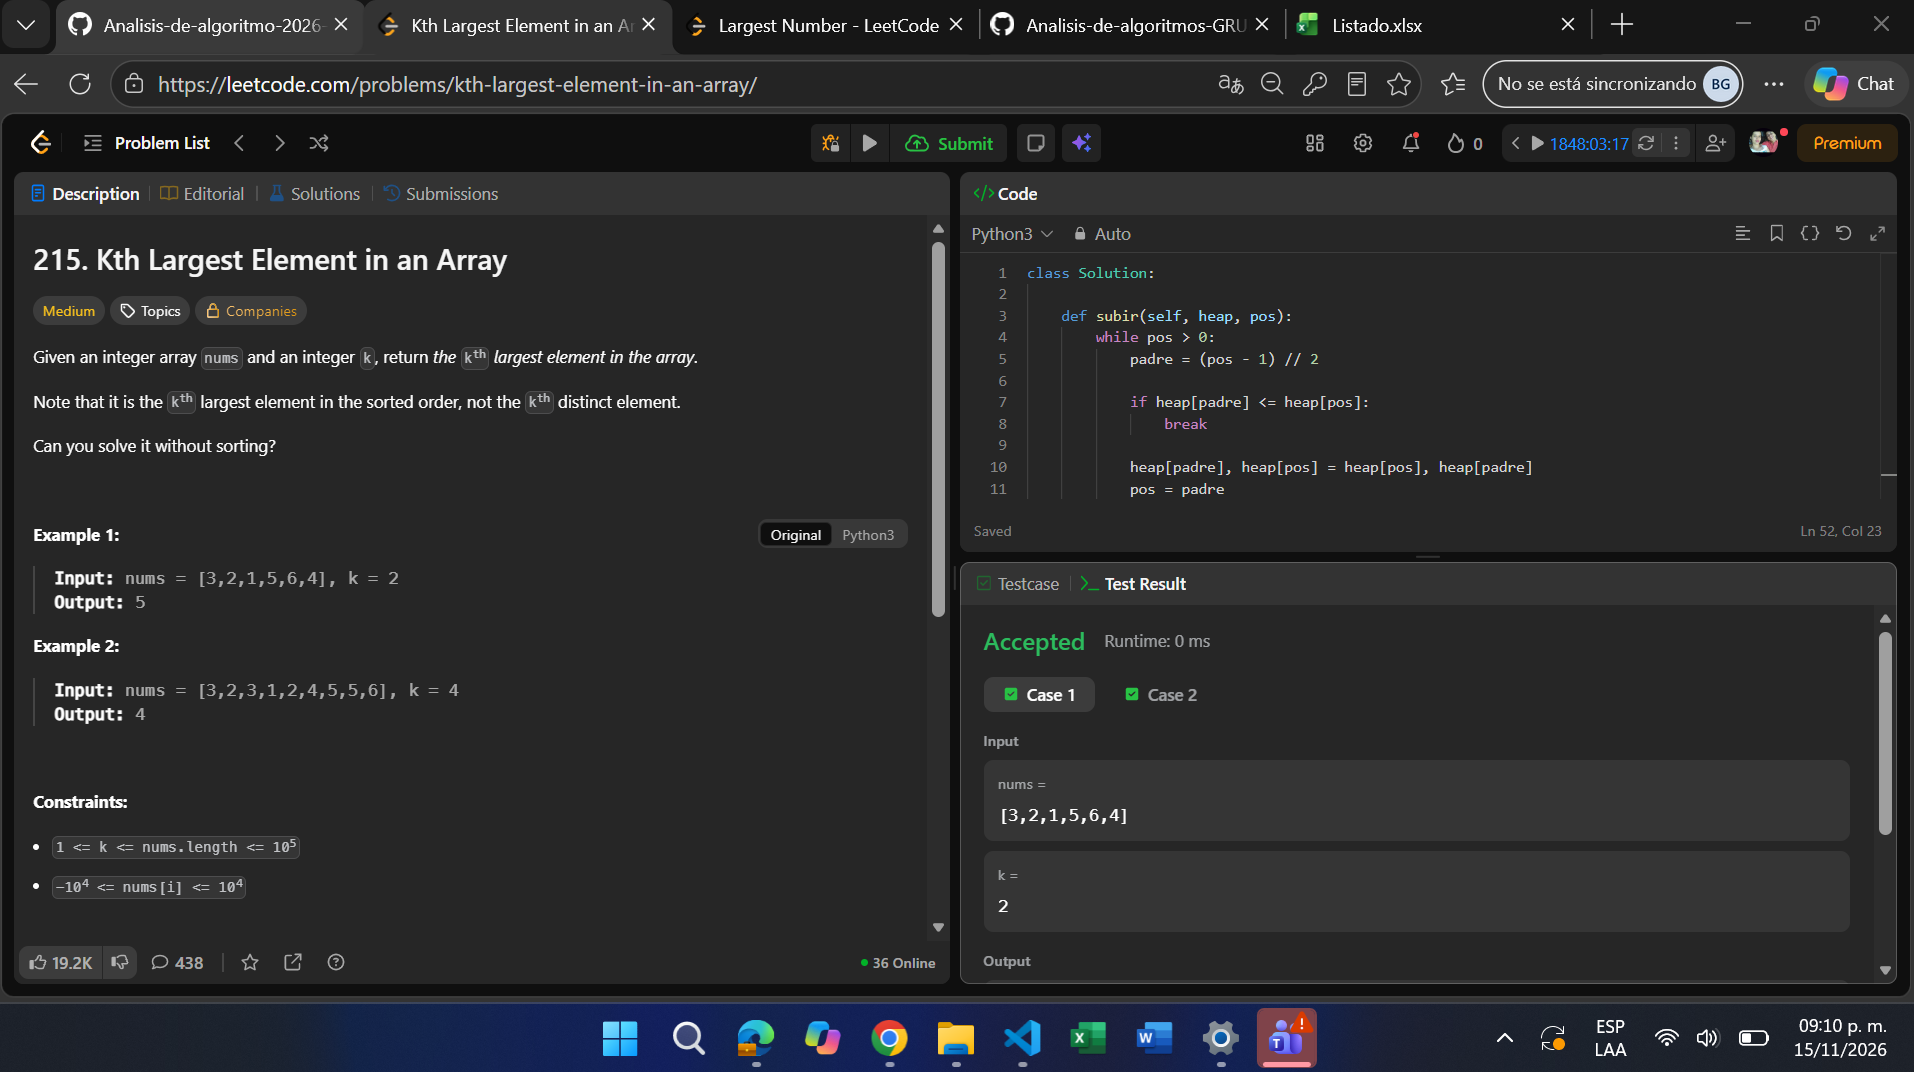 Analisis-de-algoritmo-2026-
Kth Largest Element in an Ar
Largest Number - LeetCode
Analisis-de-algoritmos-GRU
Listado.xlsx
https://leetcode.com/problems/kth-largest-element-in-an-array/
No se está sincronizando BG
Chat
Problem List
Submit
0
1848:03:17
Premium
Description
Editorial
Solutions
Submissions
215. Kth Largest Element in an Array
Medium
Topics
Companies
Given an integer array nums and an integer k, return the kth largest element in the array.
Note that it is the kth largest element in the sorted order, not the kth distinct element.
Can you solve it without sorting?
Example 1:
Original Python3
Input: nums = [3,2,1,5,6,4], k = 2
Output: 5
Example 2:
Input: nums = [3,2,3,1,2,4,5,5,6], k = 4
Output: 4
Constraints:
1 <= k <= nums.length <= 10^5
-10^4 <= nums[i] <= 10^4
19.2K
438
36 Online
</> Code
Python3
Auto
1 class Solution:
2
3 def subir(self, heap, pos):
4 while pos > 0:
5 padre = (pos - 1) // 2
6
7 if heap[padre] <= heap[pos]:
8 break
9
10 heap[padre], heap[pos] = heap[pos], heap[padre]
11 pos = padre
Saved
Ln 52, Col 23
Testcase
Test Result
Accepted
Runtime: 0 ms
Case 1
Case 2
Input
nums =
[3,2,1,5,6,4]
k =
2
Output
ESP
LAA
09:10 p. m.
15/11/2026